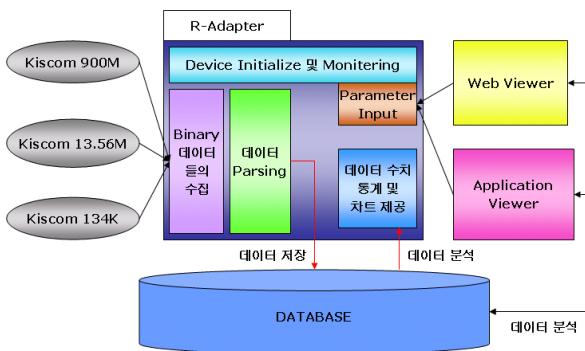 R-Adapter
Device Initialize 및 Monitering
Kiscom 900M
Kiscom 13.56M
Kiscom 134K
Binary
데이터
들의
수집
데이터
Parsing
Parameter
Input
데이터 수치
통계 및
차트 제공
Web Viewer
Application
Viewer
데이터 저장
데이터 분석
DATABASE
데이터 분석